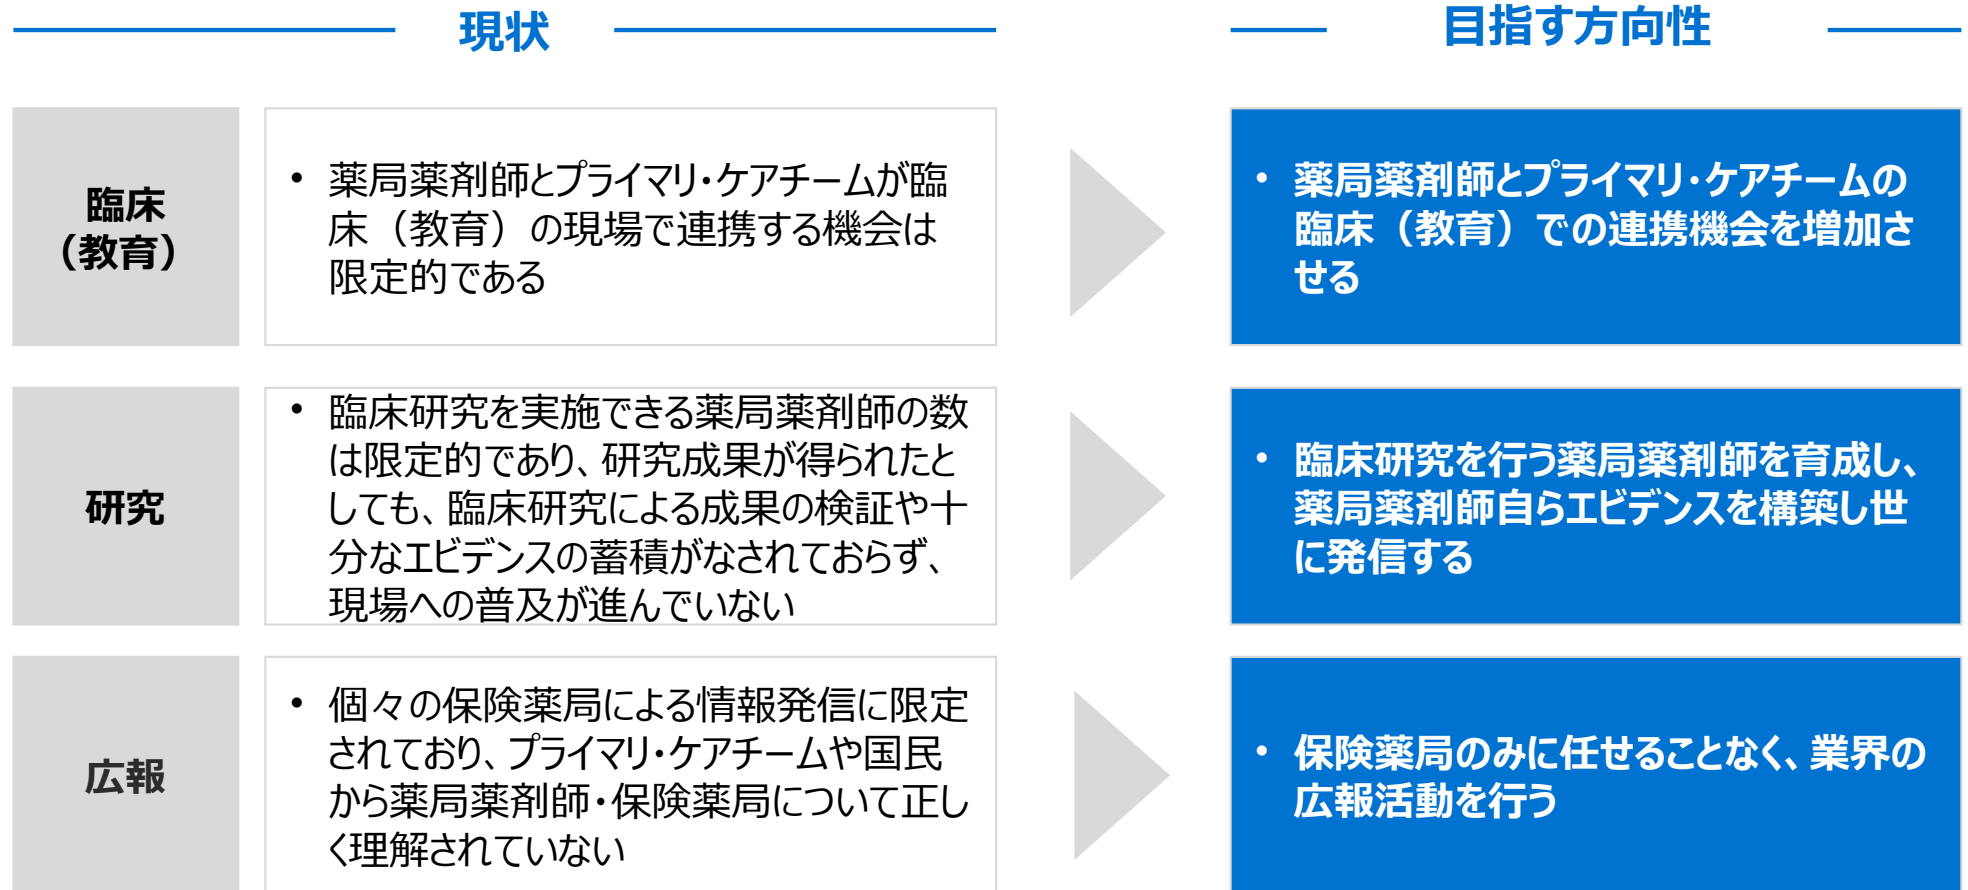 現状
目指す方向性
臨床
（教育）
• 薬局薬剤師とプライマリ・ケアチームが臨
床（教育）の現場で連携する機会は
限定的である
• 薬局薬剤師とプライマリ・ケアチームの
臨床（教育）での連携機会を増加さ
せる
研究
• 臨床研究を実施できる薬局薬剤師の数
は限定的であり、研究成果が得られたと
しても、臨床研究による成果の検証や十
分なエビデンスの蓄積がなされておらず、
現場への普及が進んでいない
• 臨床研究を行う薬局薬剤師を育成し、
薬局薬剤師自らエビデンスを構築し世
に発信する
広報
• 個々の保険薬局による情報発信に限定
されており、プライマリ・ケアチームや国民
から薬局薬剤師・保険薬局について正し
く理解されていない
• 保険薬局のみに任せることなく、業界の
広報活動を行う